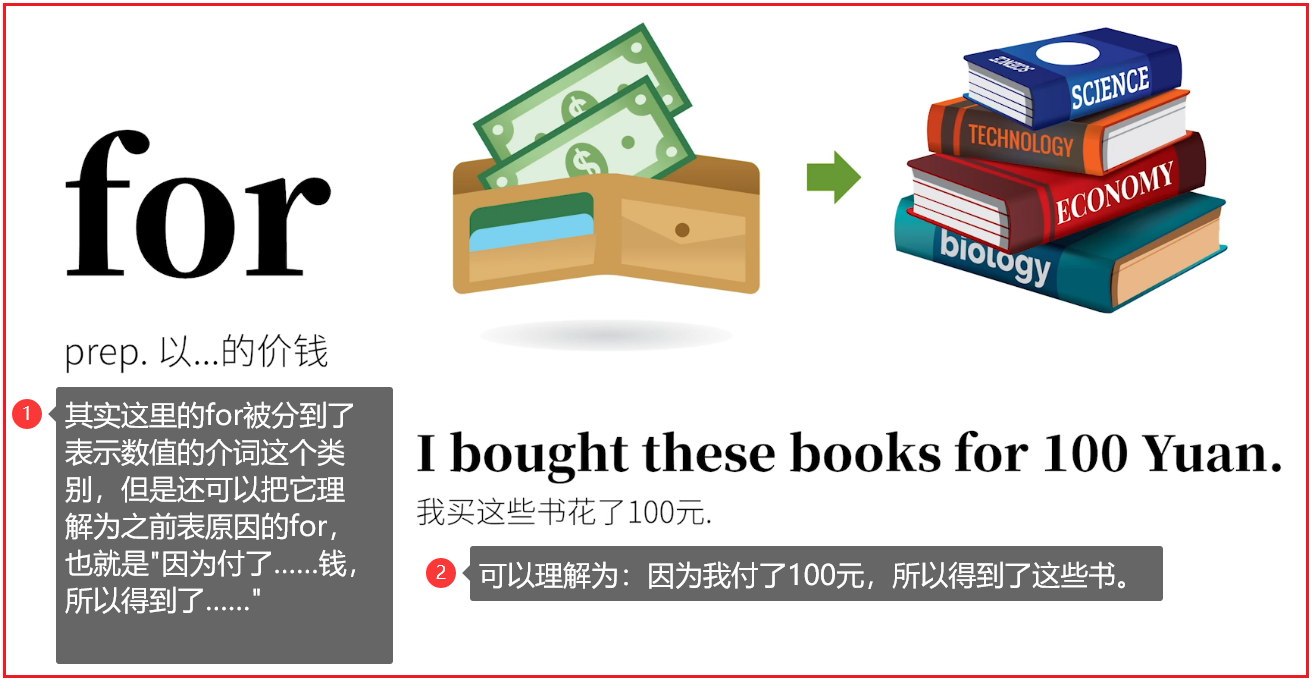 for
prep. 以...的价钱
SCIENCE
SCIENCE
TECHNOLOGY
ECONOMY
biology
1
其实这里的for被分到了
表示数值的介词这个类
别，但是还可以把它理
解为之前表原因的for，
也就是"因为付了……钱，
所以得到了……"
I bought these books for 100 Yuan.
我买这些书花了100元.
2
可以理解为：因为我付了100元，所以得到了这些书。